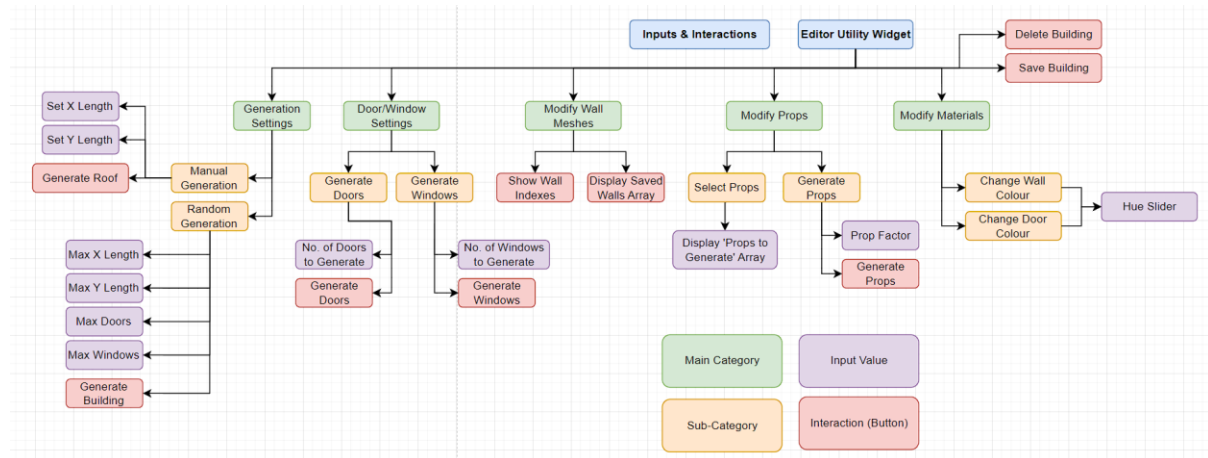 Inputs & Interactions
Editor Utility Widget
Delete Building
Save Building
Set X Length
Set Y Length
Generate Roof
Generation
Settings
Manual
Generation
Random
Generation
Max X Length
Max Y Length
Max Doors
Max Windows
Generate
Building
Door/Window
Settings
Generate
Doors
Generate
Windows
No. of Doors
to Generate
Generate
Doors
No. of Windows
to Generate
Generate
Windows
Modify Wall
Meshes
Show Wall
Indexes
Display Saved
Walls Array
Modify Props
Select Props
Generate
Props
Display 'Props to
Generate' Array
Prop Factor
Generate
Props
Modify Materials
Change Wall
Colour
Change Door
Colour
Hue Slider
Main Category
Input Value
Sub-Category
Interaction (Button)